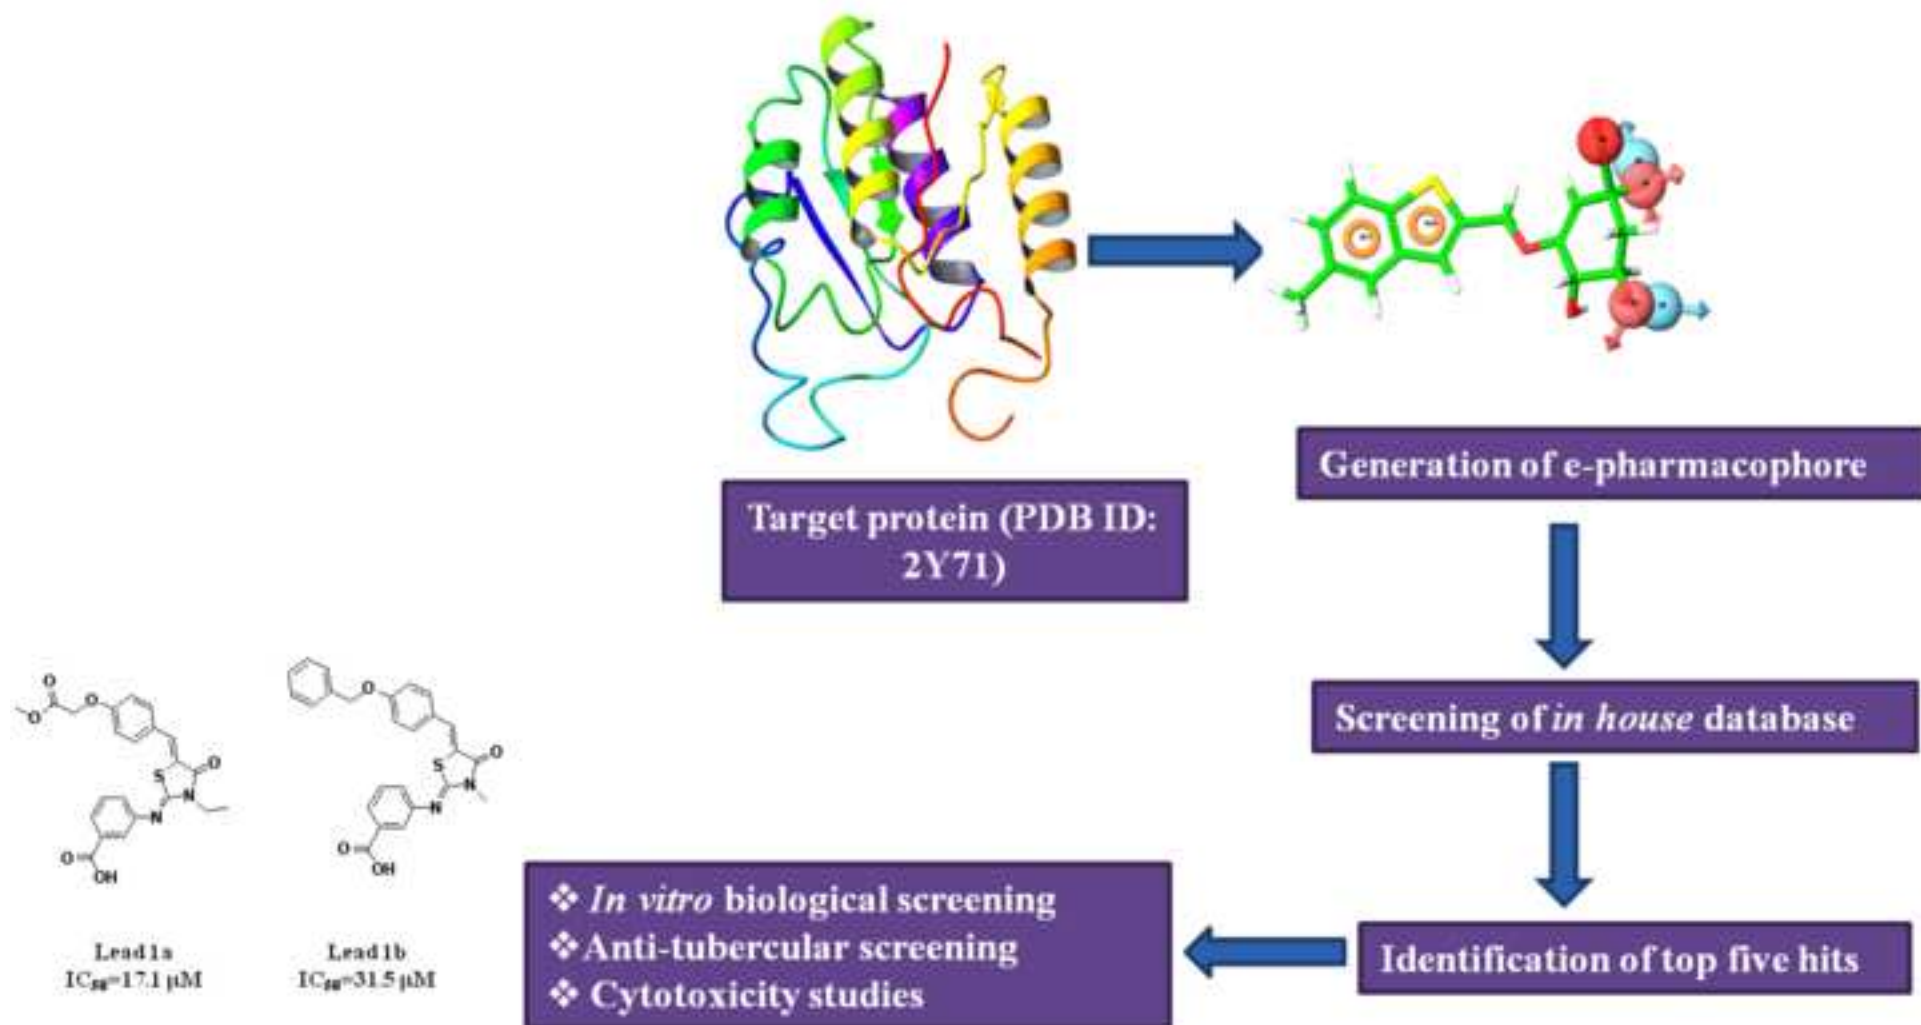 Target protein (PDB ID:
2Y71)
Generation of e-pharmacophore
Screening of in house database
Identification of top five hits
❖ In vitro biological screening
❖Anti-tubercular screening
❖ Cytotoxicity studies
O
O
O
S
O
N
N
O
OH
Lead 1a
IC₅₀=17.1 µM
O
S
O
N
N
O
OH
Lead 1b
IC₅₀=31.5 µM